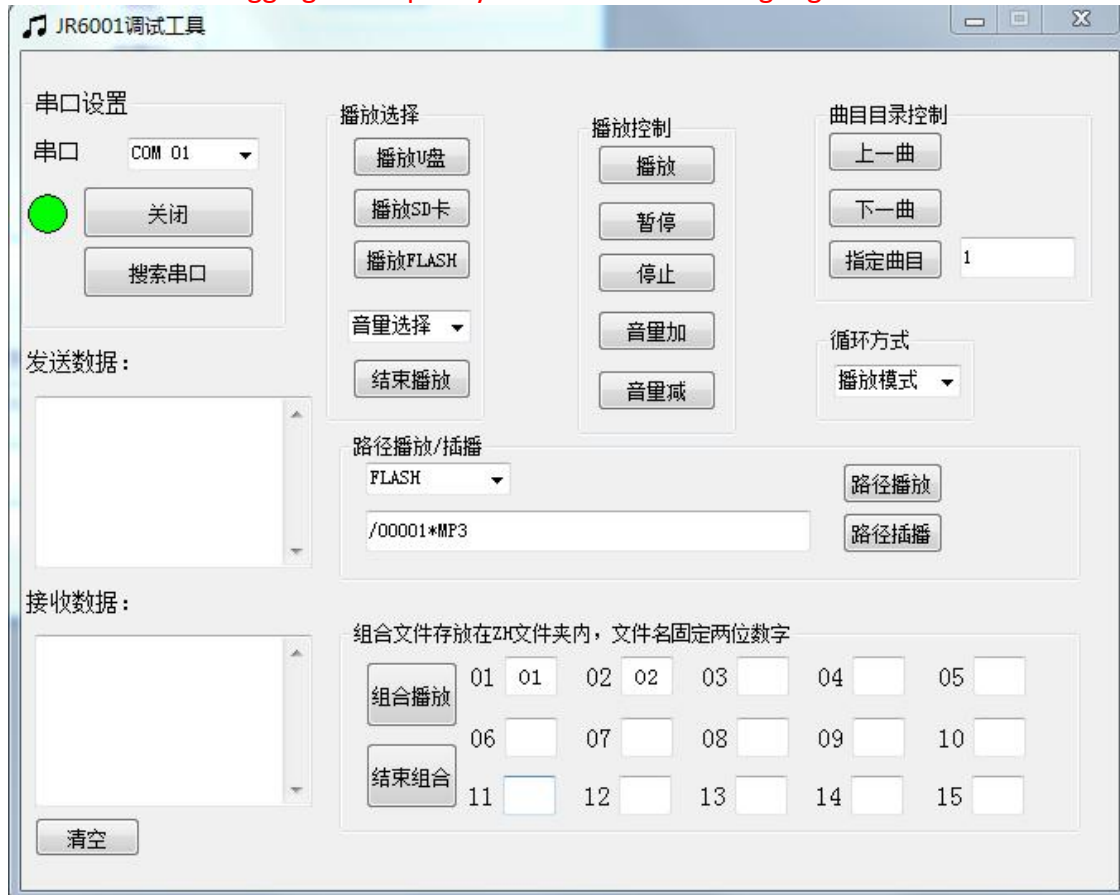 JR6001调试工具
串口设置
串口 COM 01
关闭
搜索串口
发送数据：
接收数据：
清空
播放选择
播放U盘
播放SD卡
播放FLASH
音量选择
结束播放
播放控制
播放
暂停
停止
音量加
音量减
曲目目录控制
上一曲
下一曲
指定曲目 1
循环方式
播放模式
路径播放/插播
FLASH
路径播放
/00001*MP3
路径插播
组合文件存放在ZH文件夹内，文件名固定两位数字
组合播放
结束组合
01 01 02 02 03 04 05
06 07 08 09 10
11 12 13 14 15